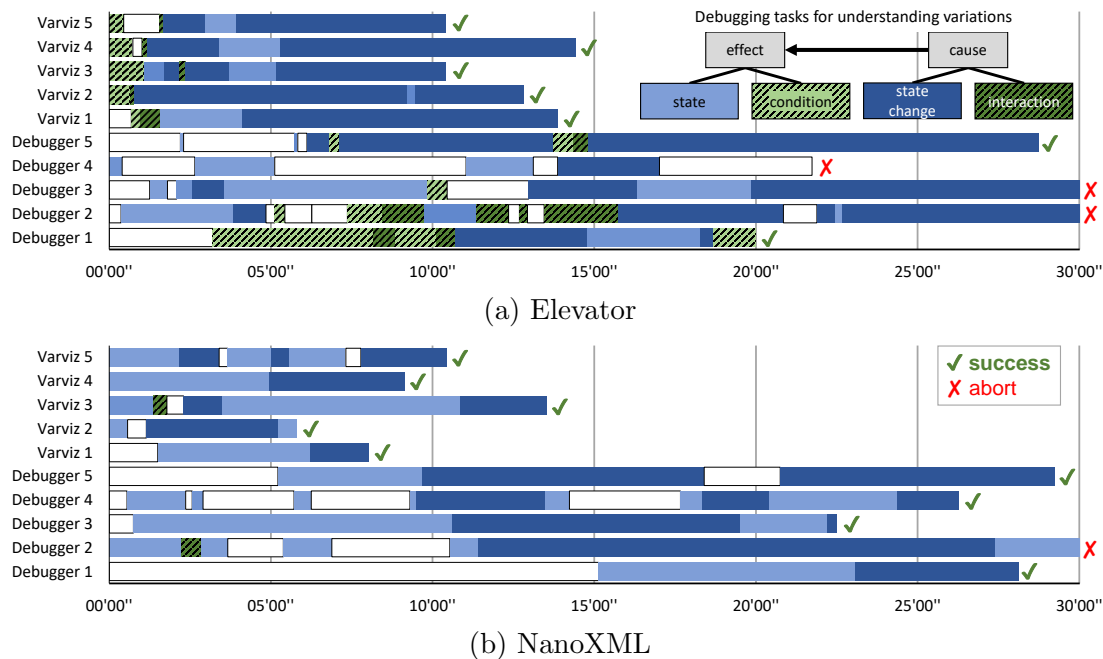 Debugging tasks for understanding variations
effect
cause
state
condition
state change
interaction
Varviz 5
Varviz 4
Varviz 3
Varviz 2
Varviz 1
Debugger 5
Debugger 4
Debugger 3
Debugger 2
Debugger 1
00'00'' 05'00'' 10'00'' 15'00'' 20'00'' 25'00'' 30'00''
(a) Elevator
Varviz 5
Varviz 4
Varviz 3
Varviz 2
Varviz 1
Debugger 5
Debugger 4
Debugger 3
Debugger 2
Debugger 1
✓ success
✗ abort
00'00'' 05'00'' 10'00'' 15'00'' 20'00'' 25'00'' 30'00''
(b) NanoXML